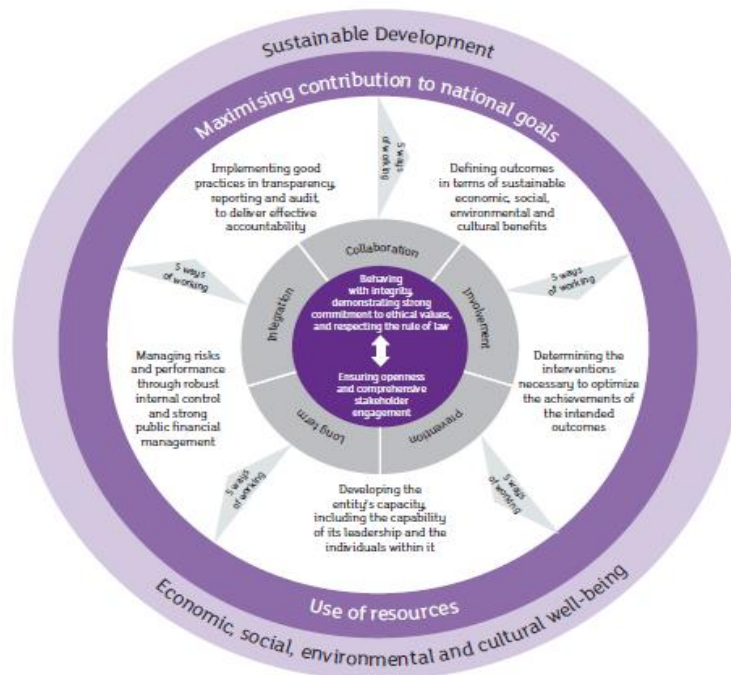 Sustainable Development
Maximising contribution to national goals
5 ways
of working
Implementing good
practices in transparency,
reporting and audit,
to deliver effective
accountability
Defining outcomes
in terms of sustainable
economic, social,
environmental and
cultural benefits
Collaboration
5 ways
of working
5 ways
of working
Integration
Involvement
Behaving
with integrity,
demonstrating strong
commitment to ethical values,
and respecting the rule of law
Managing risks
and performance
through robust
internal control
and strong
public financial
management
Determining the
interventions
necessary to optimize
the achievements of
the intended
outcomes
Ensuring openness
and comprehensive
stakeholder
engagement
Long term
Prevention
5 ways
of working
5 ways
of working
Developing the
entity's capacity,
including the capability
of its leadership and the
individuals within it
Use of resources
Economic, social, environmental and cultural well-being